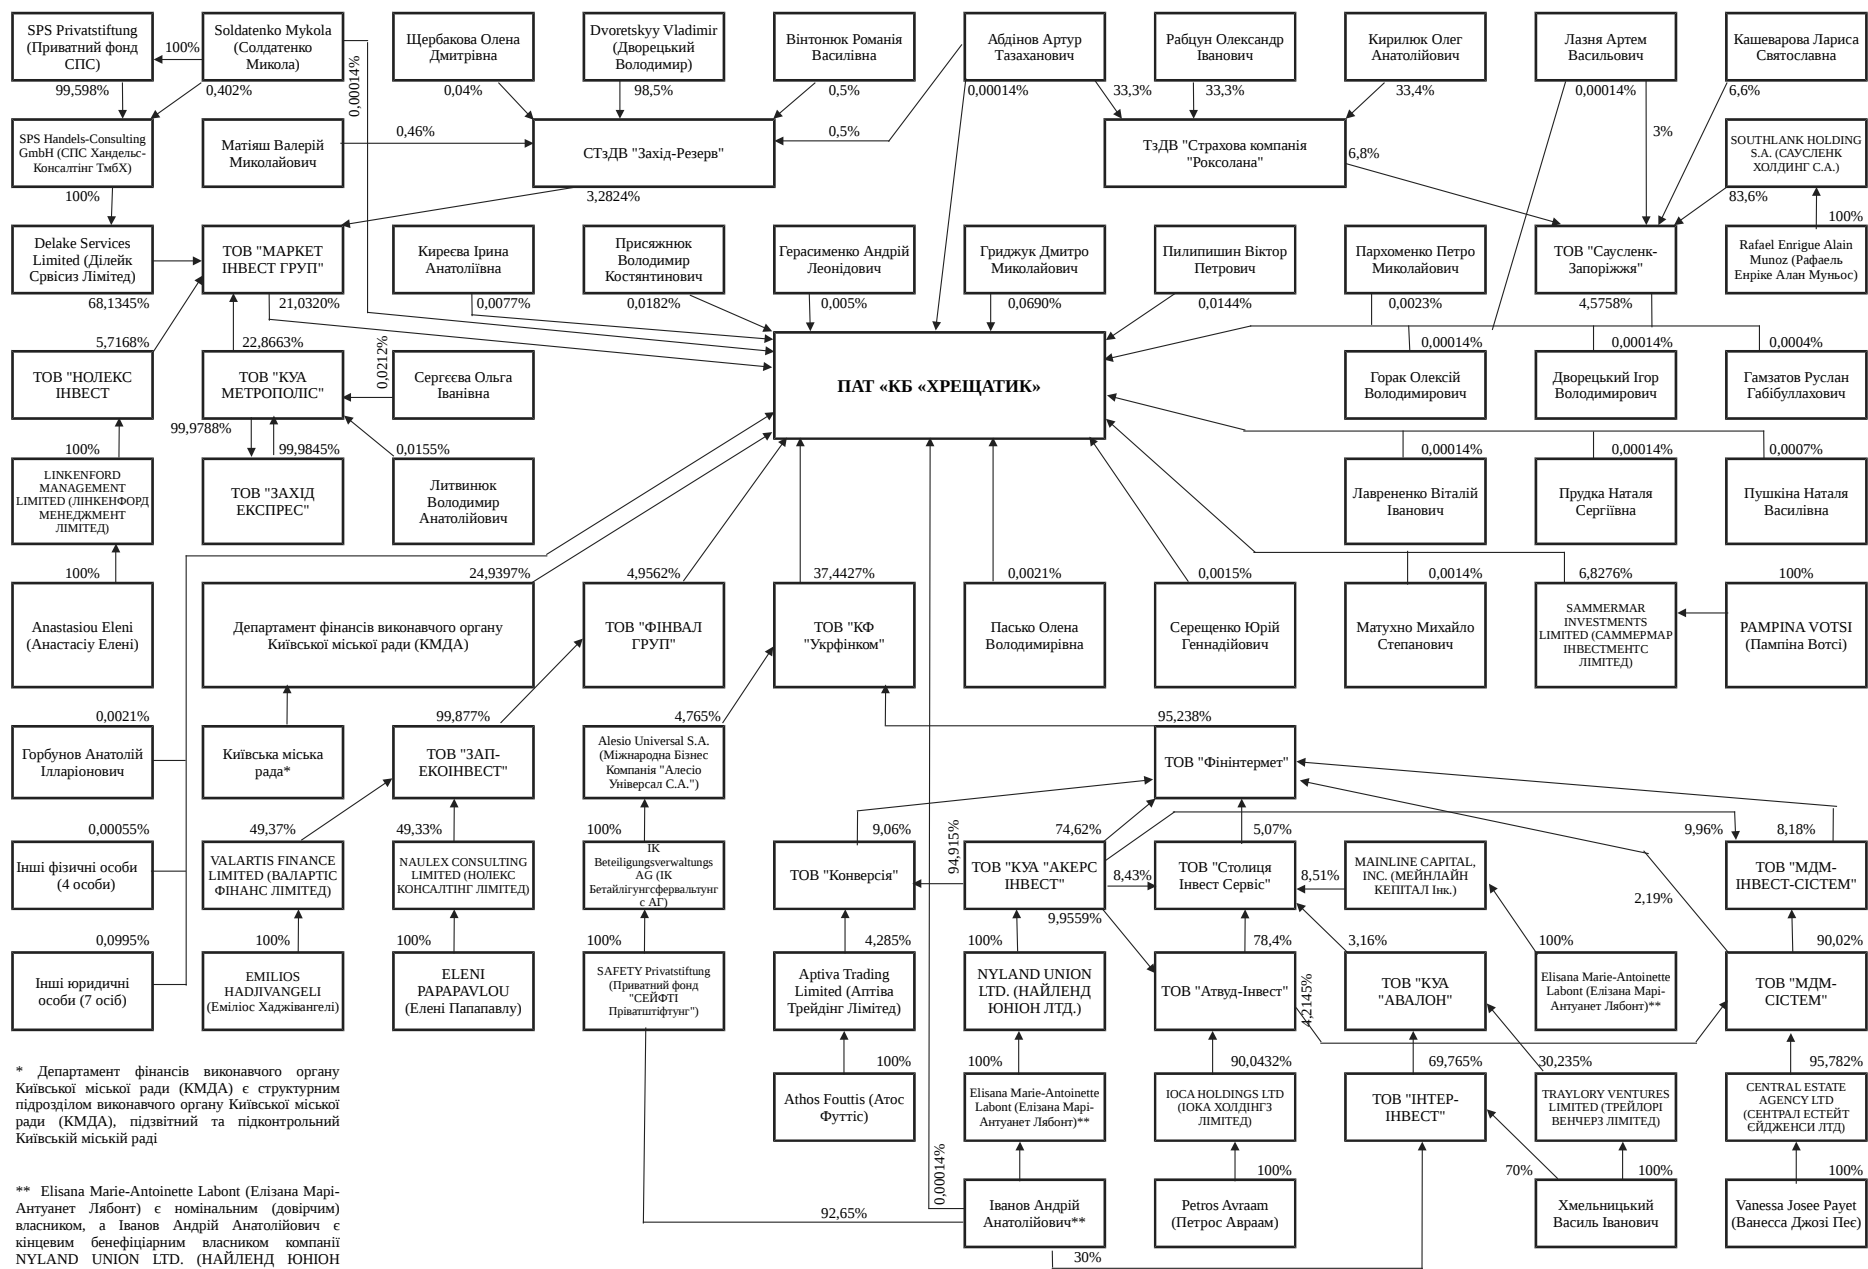 SPS Privatstiftung
(Приватний фонд
СПС)
Soldatenko Mykola
(Солдатенко
Микола)
Щербакова Олена
Дмитрівна
Dvoretskyy Vladimir
(Дворецький
Володимир)
Вінтонюк Романія
Василівна
Абдінов Артур
Тазаханович
Рабцун Олександр
Іванович
Кирилюк Олег
Анатолійович
Лазня Артем
Васильович
Кашеварова Лариса
Святославна
100%
0,00014%
99,598%
0,402%
0,04%
98,5%
0,5%
0,00014%
33,3%
33,3%
33,4%
0,00014%
6,6%
SPS Handels-Consulting
GmbH (СПС Хандельс-
Консалтінг ТмбХ)
Матіяш Валерій
Миколайович
0,46%
СТзДВ "Захід-Резерв"
0,5%
ТзДВ "Страхова компанія
"Роксолана"
6,8%
3%
SOUTHLANK HOLDING
S.A. (САУСЛЕНК
ХОЛДИНГ С.А.)
100%
3,2824%
83,6%
100%
Delake Services
Limited (Ділейк
Срвісиз Лімітед)
ТОВ "МАРКЕТ
ІНВЕСТ ГРУП"
Киреєва Ірина
Анатоліївна
Присяжнюк
Володимир
Костянтинович
Герасименко Андрій
Леонідович
Гриджук Дмитро
Миколайович
Пилипишин Віктор
Петрович
Пархоменко Петро
Миколайович
ТОВ "Саусленк-
Запоріжжя"
Rafael Enrigue Alain
Munoz (Рафаель
Енріке Алан Муньос)
68,1345%
21,0320%
0,0077%
0,0182%
0,005%
0,0690%
0,0144%
0,0023%
4,5758%
5,7168%
22,8663%
0,0212%
0,00014%
0,00014%
0,0004%
ТОВ "НОЛЕКС
ІНВЕСТ
ТОВ "КУА
МЕТРОПОЛІС"
Сергєєва Ольга
Іванівна
ПАТ «КБ «ХРЕЩАТИК»
Горак Олексій
Володимирович
Дворецький Ігор
Володимирович
Гамзатов Руслан
Габібуллахович
100%
99,9788%
99,9845%
0,0155%
0,00014%
0,00014%
0,0007%
LINKENFORD
MANAGEMENT
LIMITED (ЛІНКЕНФОРД
МЕНЕДЖМЕНТ
ЛІМІТЕД)
ТОВ "ЗАХІД
ЕКСПРЕС"
Литвинюк
Володимир
Анатолійович
Лаврененко Віталій
Іванович
Прудка Наталя
Сергіївна
Пушкіна Наталя
Василівна
100%
24,9397%
4,9562%
37,4427%
0,0021%
0,0015%
0,0014%
6,8276%
100%
Anastasiou Eleni
(Анастасіу Елені)
Департамент фінансів виконавчого органу
Київської міської ради (КМДА)
ТОВ "ФІНВАЛ
ГРУП"
ТОВ "КФ
"Укрфінком"
Пасько Олена
Володимирівна
Серещенко Юрій
Геннадійович
Матухно Михайло
Степанович
SAMMERMAR
INVESTMENTS
LIMITED (САММЕРМАР
ІНВЕСТМЕНТС
ЛІМІТЕД)
PAMPINA VOTSI
(Пампіна Вотсі)
0,0021%
99,877%
4,765%
95,238%
Горбунов Анатолій
Ілларіонович
Київська міська
рада*
ТОВ "ЗАП-
ЕКОІНВЕСТ"
Alesio Universal S.A.
(Міжнародна Бізнес
Компанія "Алесіо
Універсал С.А.")
ТОВ "Фінінтермет"
0,00055%
49,37%
49,33%
100%
9,06%
94,915%
74,62%
5,07%
9,96%
8,18%
Інші фізичні особи
(4 особи)
VALARTIS FINANCE
LIMITED (ВАЛАРТІС
ФІНАНС ЛІМІТЕД)
NAULEX CONSULTING
LIMITED (НОЛЕКС
КОНСАЛТІНГ ЛІМІТЕД)
IK
Beteiligungsverwaltungs
AG (ІК
Бетайлігунгсфервальтунг
с АГ)
ТОВ "Конверсія"
ТОВ "КУА "АКЕРС
ІНВЕСТ"
8,43%
ТОВ "Столиця
Інвест Сервіс"
8,51%
MAINLINE CAPITAL,
INC. (МЕЙНЛАЙН
КЕПІТАЛ Інк.)
2,19%
ТОВ "МДМ-
ІНВЕСТ-СІСТЕМ"
0,0995%
100%
100%
100%
4,285%
9,9559%
100%
78,4%
3,16%
100%
90,02%
Інші юридичні
особи (7 осіб)
EMILIOS
HADJIVANGELI
(Еміліос Хаджівангелі)
ELENI
PAPAPAVLOU
(Елені Папапавлу)
SAFETY Privatstiftung
(Приватний фонд
"СЕЙФТІ
Пріватштіфтунг")
Aptiva Trading
Limited (Аптіва
Трейдінг Лімітед)
NYLAND UNION
LTD. (НАЙЛЕНД
ЮНІОН ЛТД.)
ТОВ "Атвуд-Інвест"
4,2145%
ТОВ "КУА
"АВАЛОН"
Elisana Marie-Antoinette
Labont (Елізана Марі-
Антуанет Лябонт)**
ТОВ "МДМ-
СІСТЕМ"
100%
100%
90,0432%
69,765%
30,235%
95,782%
Athos Fouttis (Атос
Футтіс)
Elisana Marie-Antoinette
Labont (Елізана Марі-
Антуанет Лябонт)**
IOCA HOLDINGS LTD
(ІОКА ХОЛДІНГЗ
ЛІМІТЕД)
ТОВ "ІНТЕР-
ІНВЕСТ"
TRAYLORY VENTURES
LIMITED (ТРЕЙЛОРІ
ВЕНЧЕРЗ ЛІМІТЕД)
CENTRAL ESTATE
AGENCY LTD
(СЕНТРАЛ ЕСТЕЙТ
ЄЙДЖЕНСИ ЛТД)
0,00014%
100%
70%
100%
100%
92,65%
Іванов Андрій
Анатолійович**
Petros Avraam
(Петрос Авраам)
Хмельницький
Василь Іванович
Vanessa Josee Payet
(Ванесса Джозі Пеє)
30%
* Департамент фінансів виконавчого органу
Київської міської ради (КМДА) є структурним
підрозділом виконавчого органу Київської міської
ради (КМДА), підзвітний та підконтрольний
Київській міській раді
** Elisana Marie-Antoinette Labont (Елізана Марі-
Антуанет Лябонт) є номінальним (довірчим)
власником, а Іванов Андрій Анатолійович є
кінцевим бенефіціарним власником компанії
NYLAND UNION LTD. (НАЙЛЕНД ЮНІОН